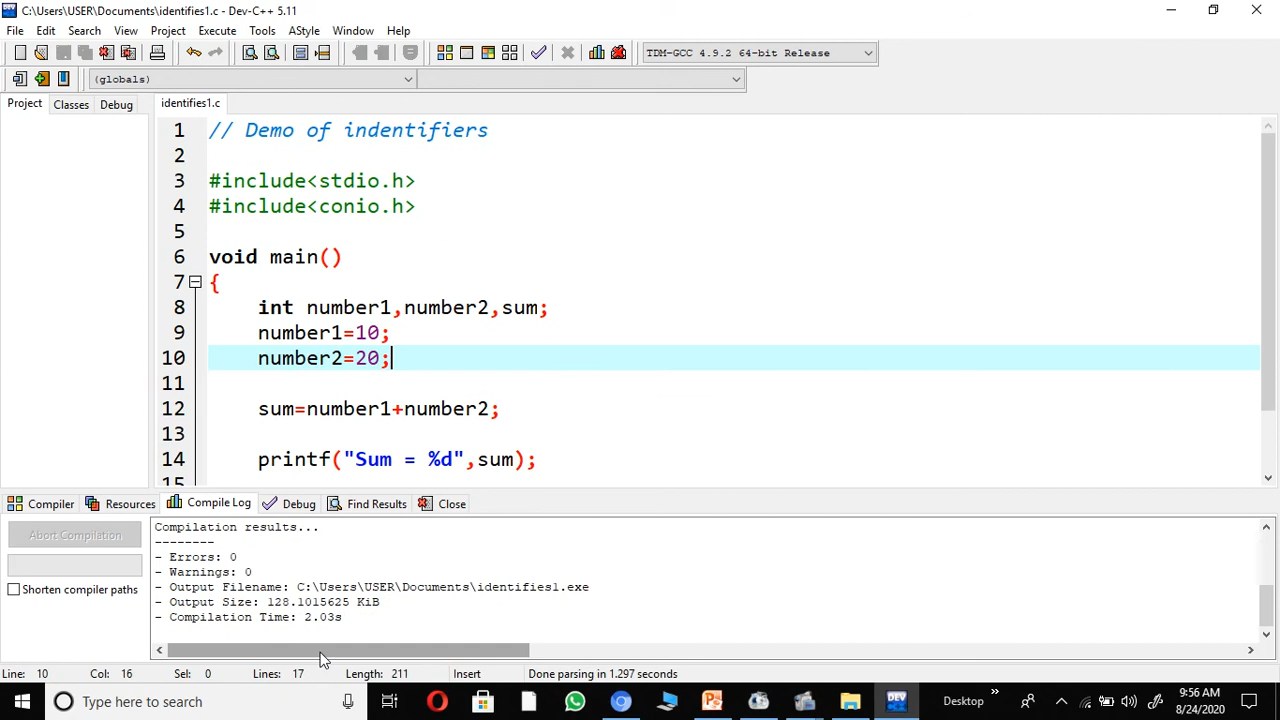 C:\Users\USER\Documents\identifies1.c - Dev-C++ 5.11
File Edit Search View Project Execute Tools AStyle Window Help
TDM-GCC 4.9.2 64-bit Release
(globals)
Project Classes Debug identifies1.c
1 // Demo of indentifiers
2
3 #include<stdio.h>
4 #include<conio.h>
5
6 void main()
7 {
8 int number1,number2,sum;
9 number1=10;
10 number2=20;
11
12 sum=number1+number2;
13
14 printf("Sum = %d",sum);
15
Compiler Resources Compile Log Debug Find Results Close
Abort Compilation
Shorten compiler paths
Compilation results...
--------
- Errors: 0
- Warnings: 0
- Output Filename: C:\Users\USER\Documents\identifies1.exe
- Output Size: 128.1015625 KiB
- Compilation Time: 2.03s
Line: 10 Col: 16 Sel: 0 Lines: 17 Length: 211 Insert Done parsing in 1.297 seconds
Type here to search DEV Desktop » 9:56 AM
8/24/2020